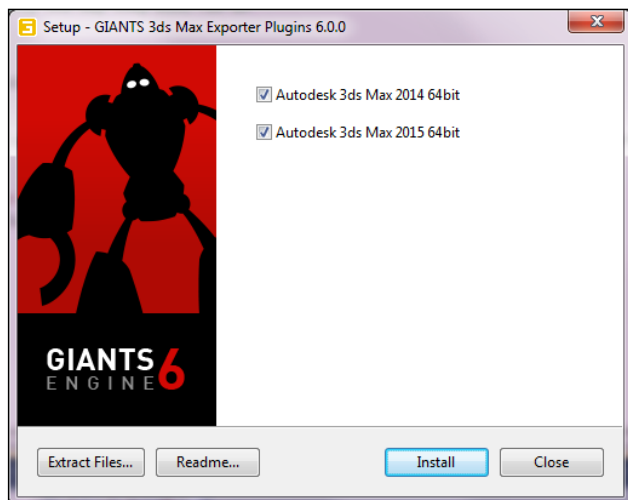 Setup - GIANTS 3ds Max Exporter Plugins 6.0.0
Autodesk 3ds Max 2014 64bit
Autodesk 3ds Max 2015 64bit
GIANTS 6
ENGINE
Extract Files...
Readme...
Install
Close